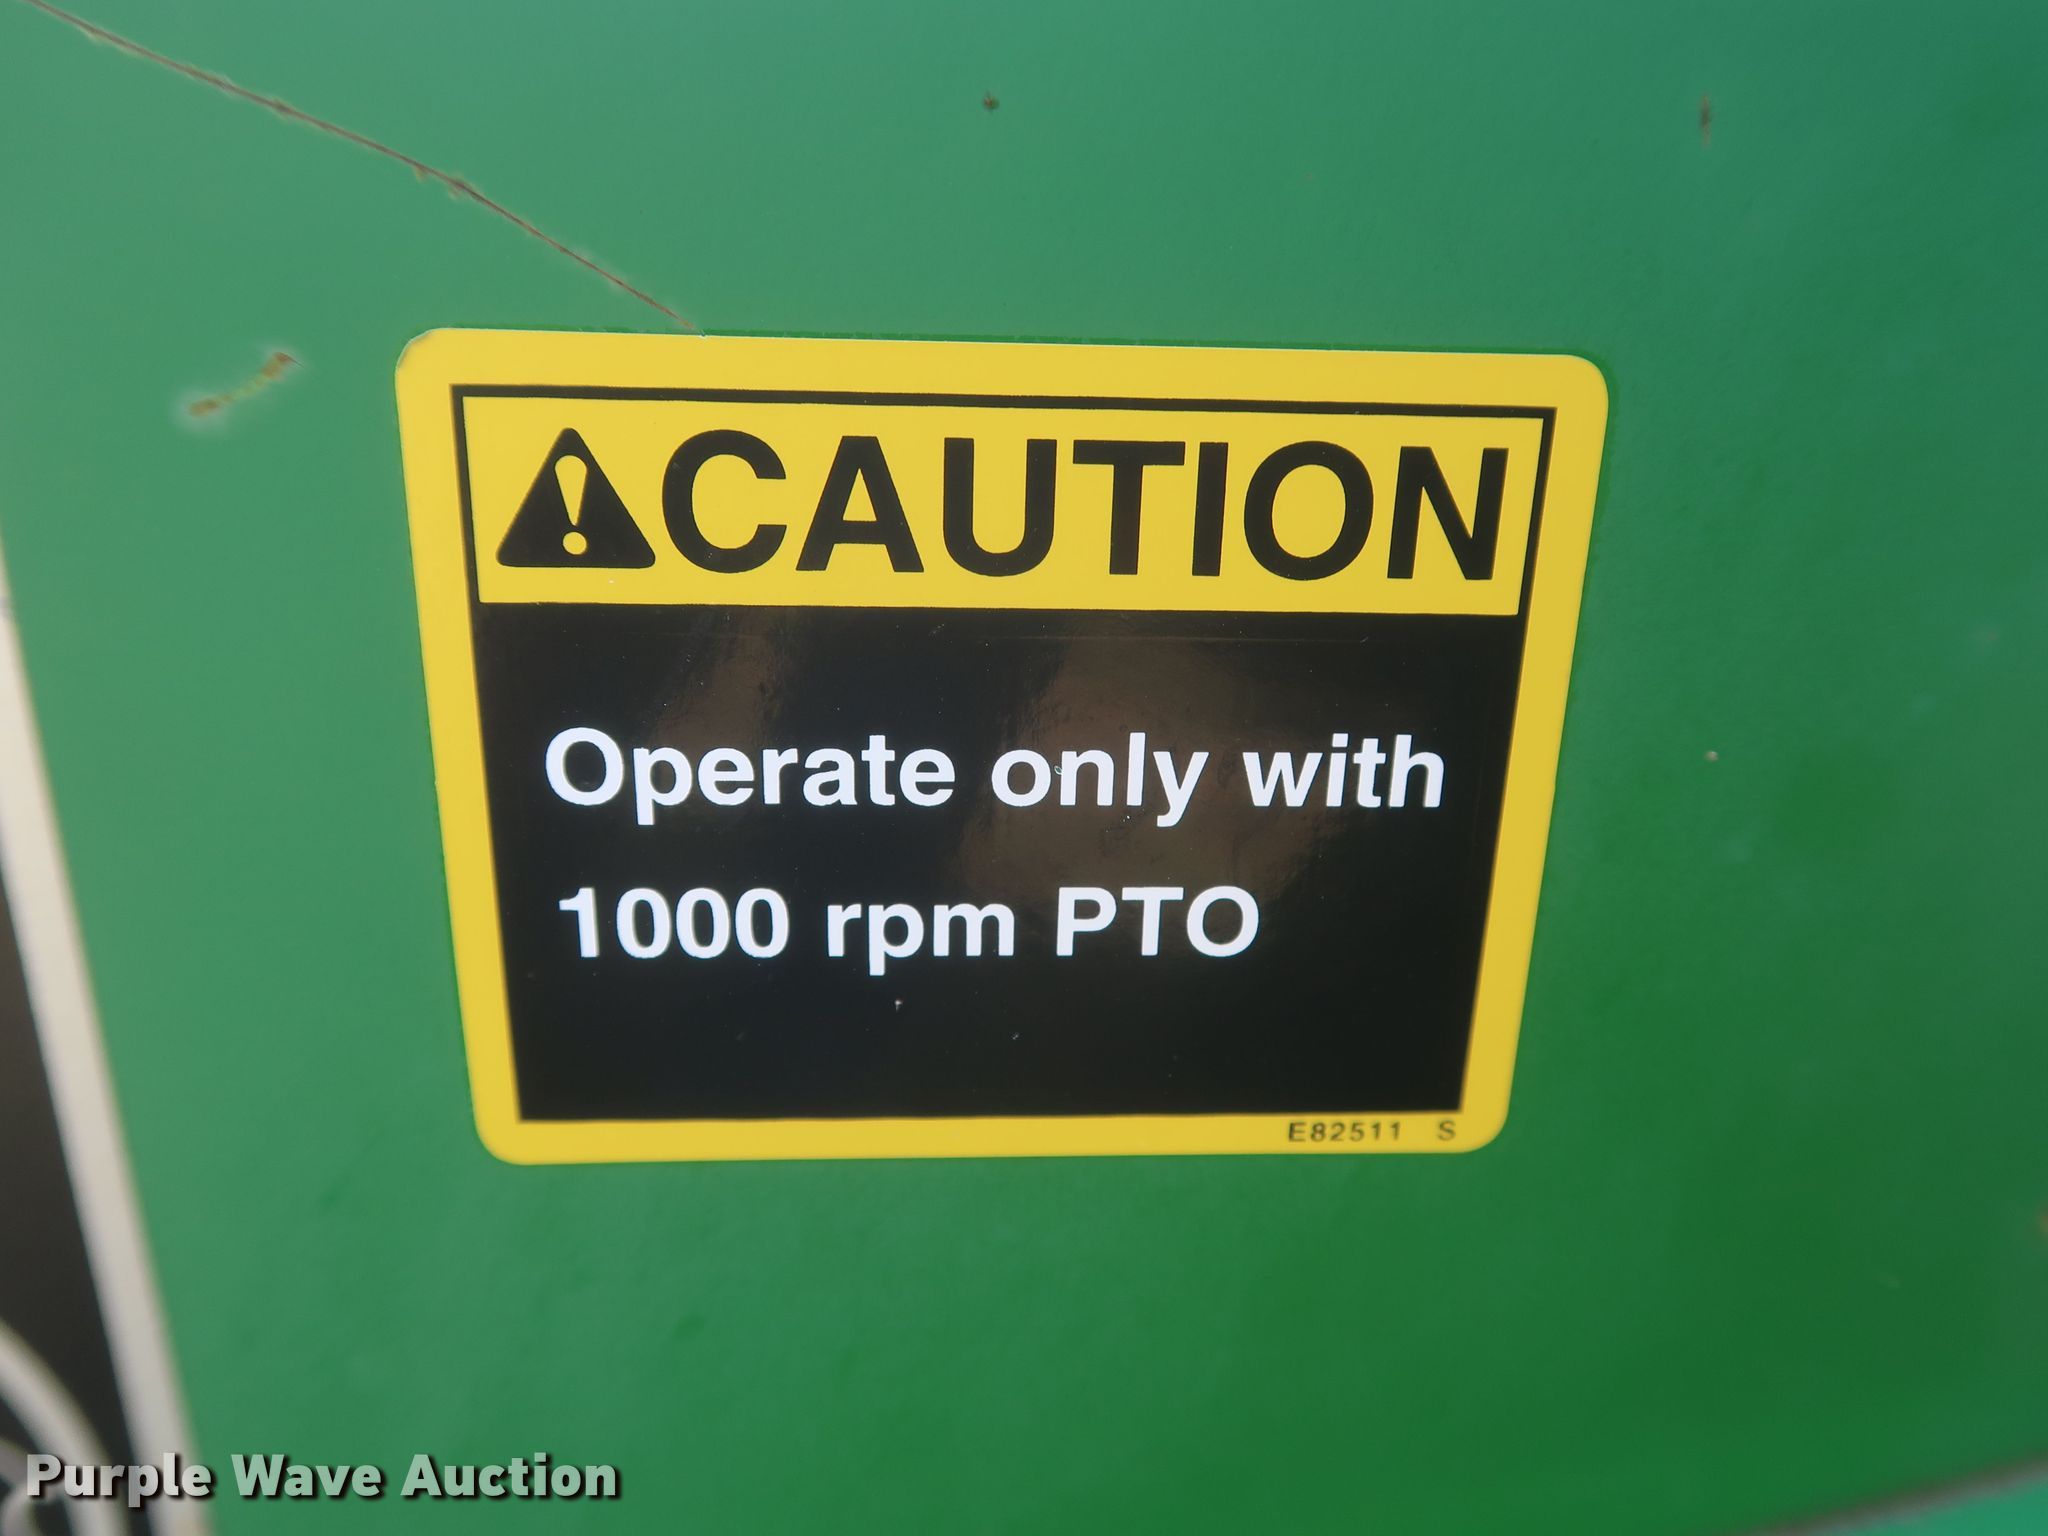 CAUTION
Operate only with
1000 rpm PTO
E82511 S
Purple Wave Auction